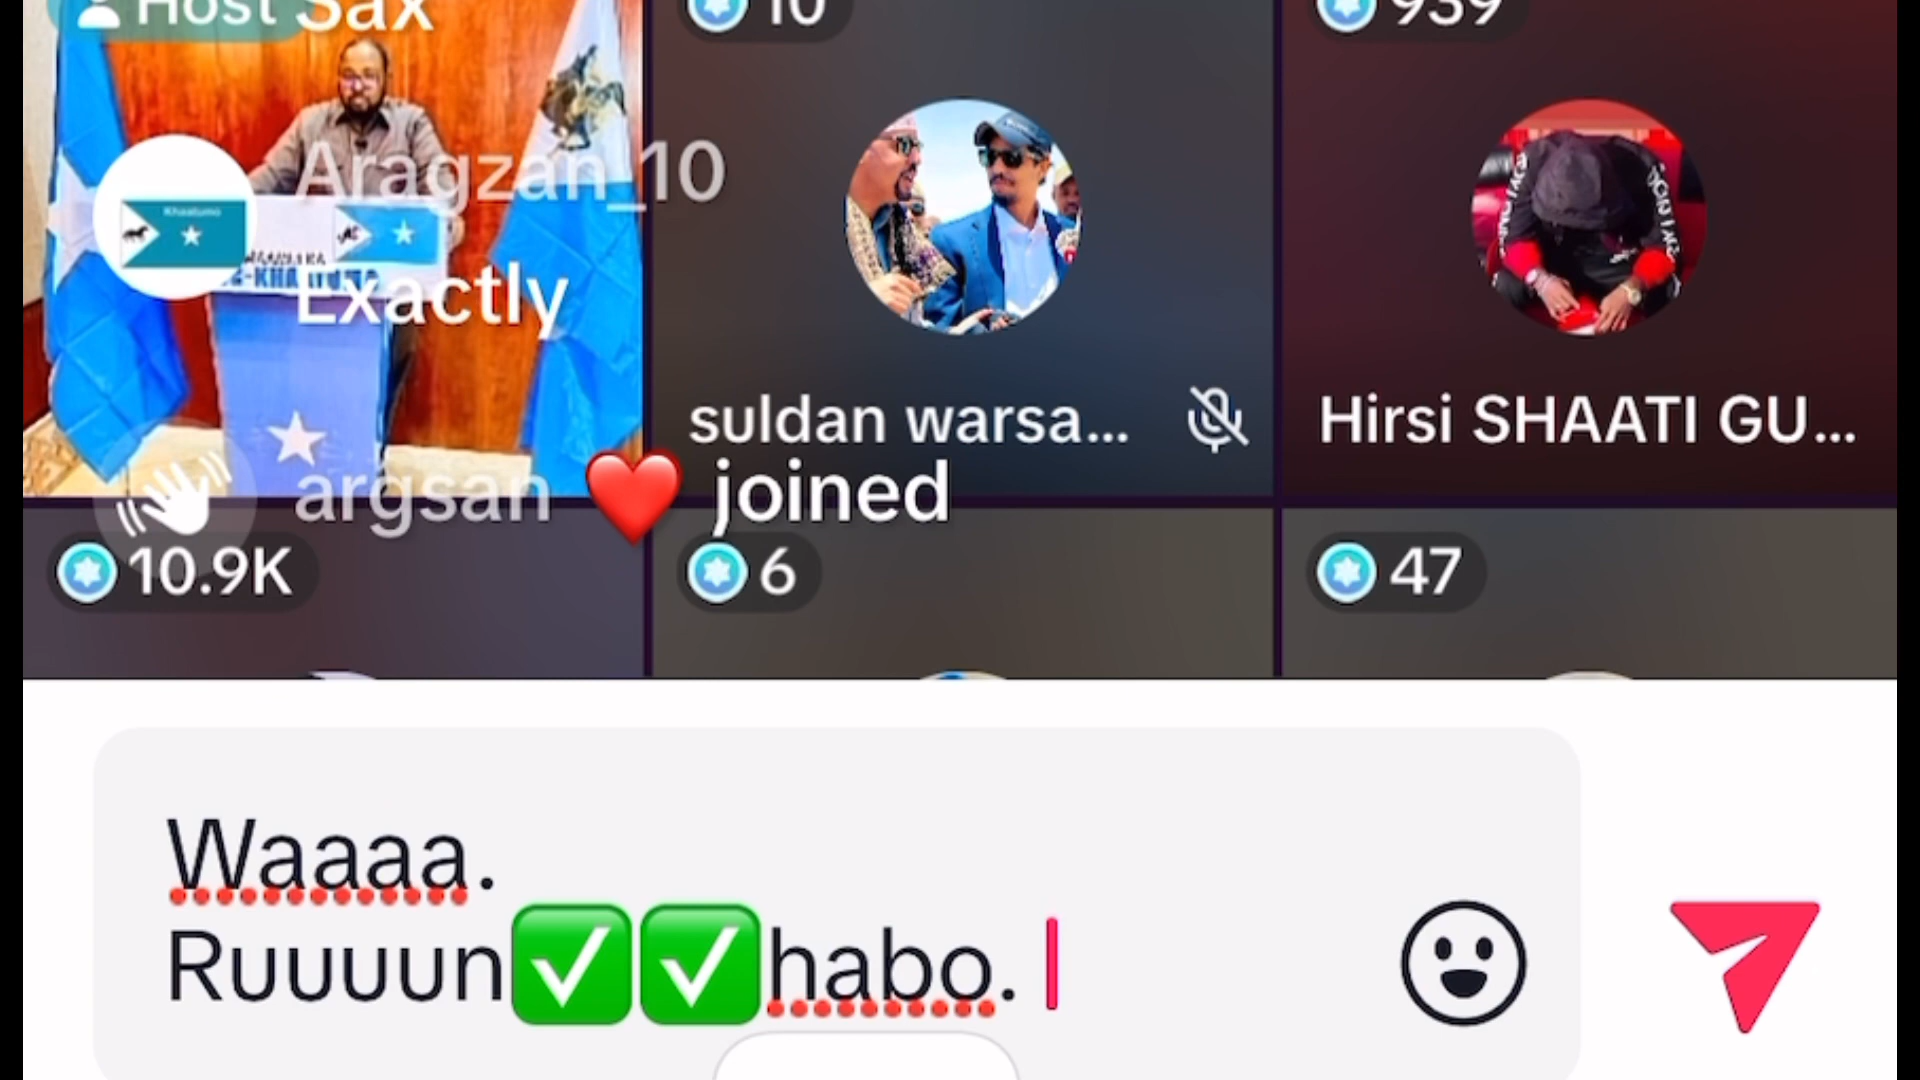 Host Sax
10
939
Aragzan_10
Khaatumo
Exactly
suldan warsa...
Hirsi SHAATI GU...
argsan ❤️ joined
10.9K
6
47
Waaaa.
Ruuuun✅✅habo.